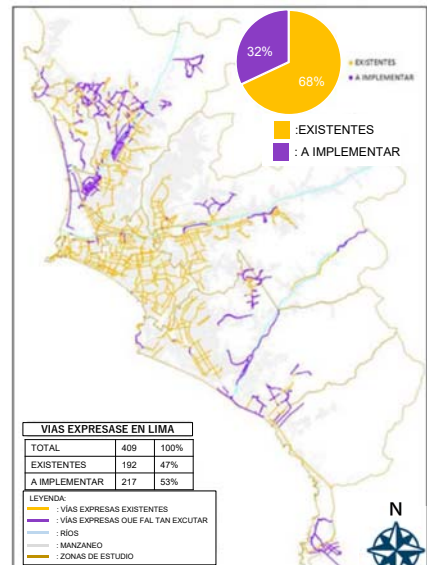 32%
68%
EXISTENTES
A IMPLEMENTAR
:EXISTENTES
: A IMPLEMENTAR
VIAS EXPRESASE EN LIMA
TOTAL 409 100%
EXISTENTES 192 47%
A IMPLEMENTAR 217 53%
LEYENDA:
: VÍAS EXPRESAS EXISTENTES
: VÍAS EXPRESAS QUE FAL TAN EXCUTAR
: RÍOS
: MANZANEO
: ZONAS DE ESTUDIO
N